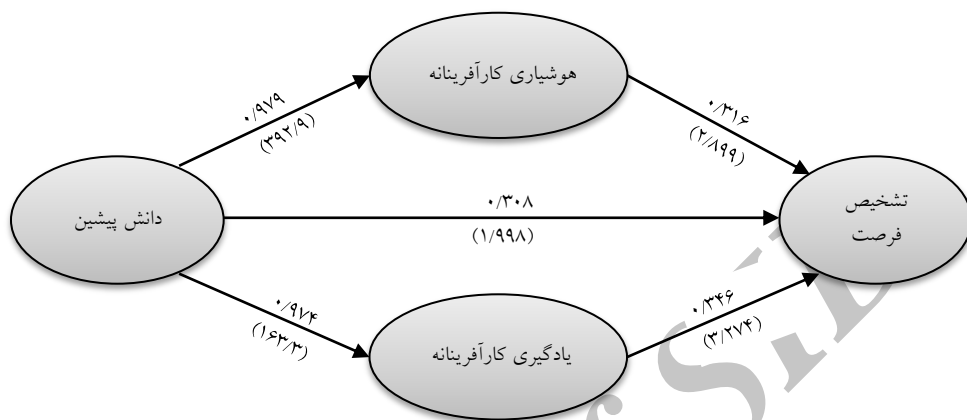 هوشیاری کارآفرینانه
۰/۹۷۹
(۳۹۲/۹)
۰/۳۱۶
(۲/۸۹۹)
دانش پیشین
۰/۳۰۸
(۱/۹۹۸)
تشخیص
فرصت
۰/۹۷۴
(۱۶۳/۳)
۰/۳۴۶
(۳/۲۷۴)
یادگیری کارآفرینانه